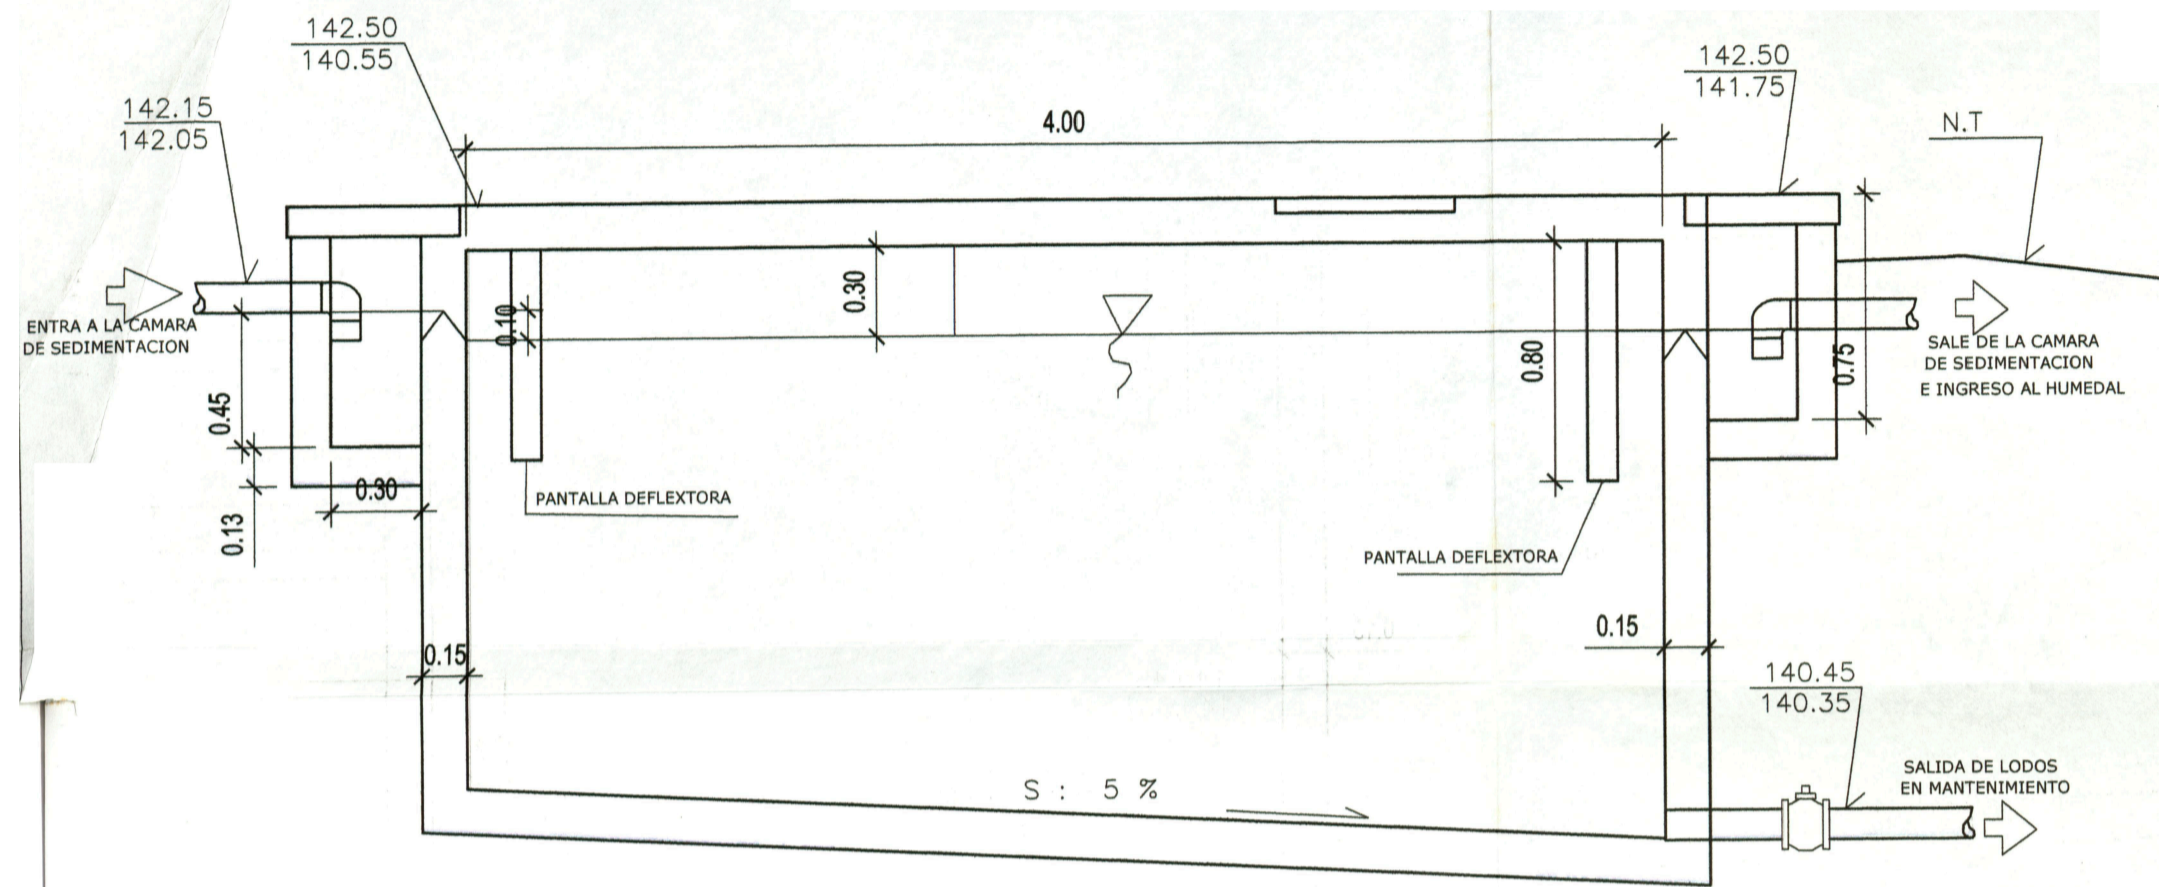 142.50
140.55
142.50
141.75
142.15
142.05
4.00
N.T
ENTRA A LA CAMARA
DE SEDIMENTACION
0.10
0.30
0.80
0.75
SALE DE LA CAMARA
DE SEDIMENTACION
E INGRESO AL HUMEDAL
0.45
0.13
0.30
PANTALLA DEFLEXTORA
PANTALLA DEFLEXTORA
0.15
0.15
140.45
140.35
S : 5 %
SALIDA DE LODOS
EN MANTENIMIENTO